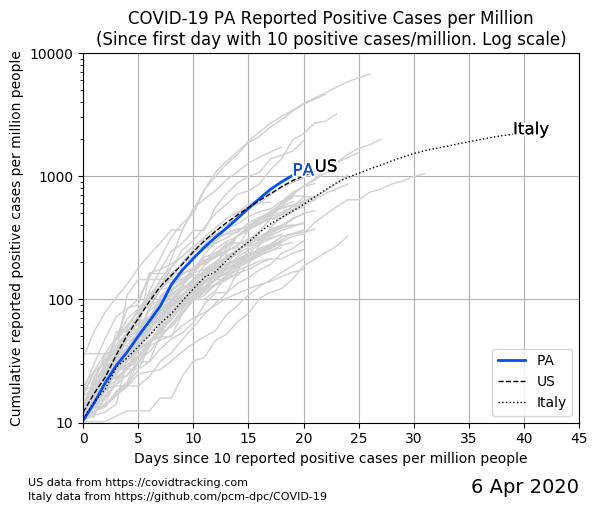 COVID-19 PA Reported Positive Cases per Million
(Since first day with 10 positive cases/million. Log scale)
Cumulative reported positive cases per million people
10000
1000
100
10
PA
US
Italy
PA
US
Italy
0
5
10
15
20
25
30
35
40
45
Days since 10 reported positive cases per million people
US data from https://covidtracking.com
Italy data from https://github.com/pcm-dpc/COVID-19
6 Apr 2020